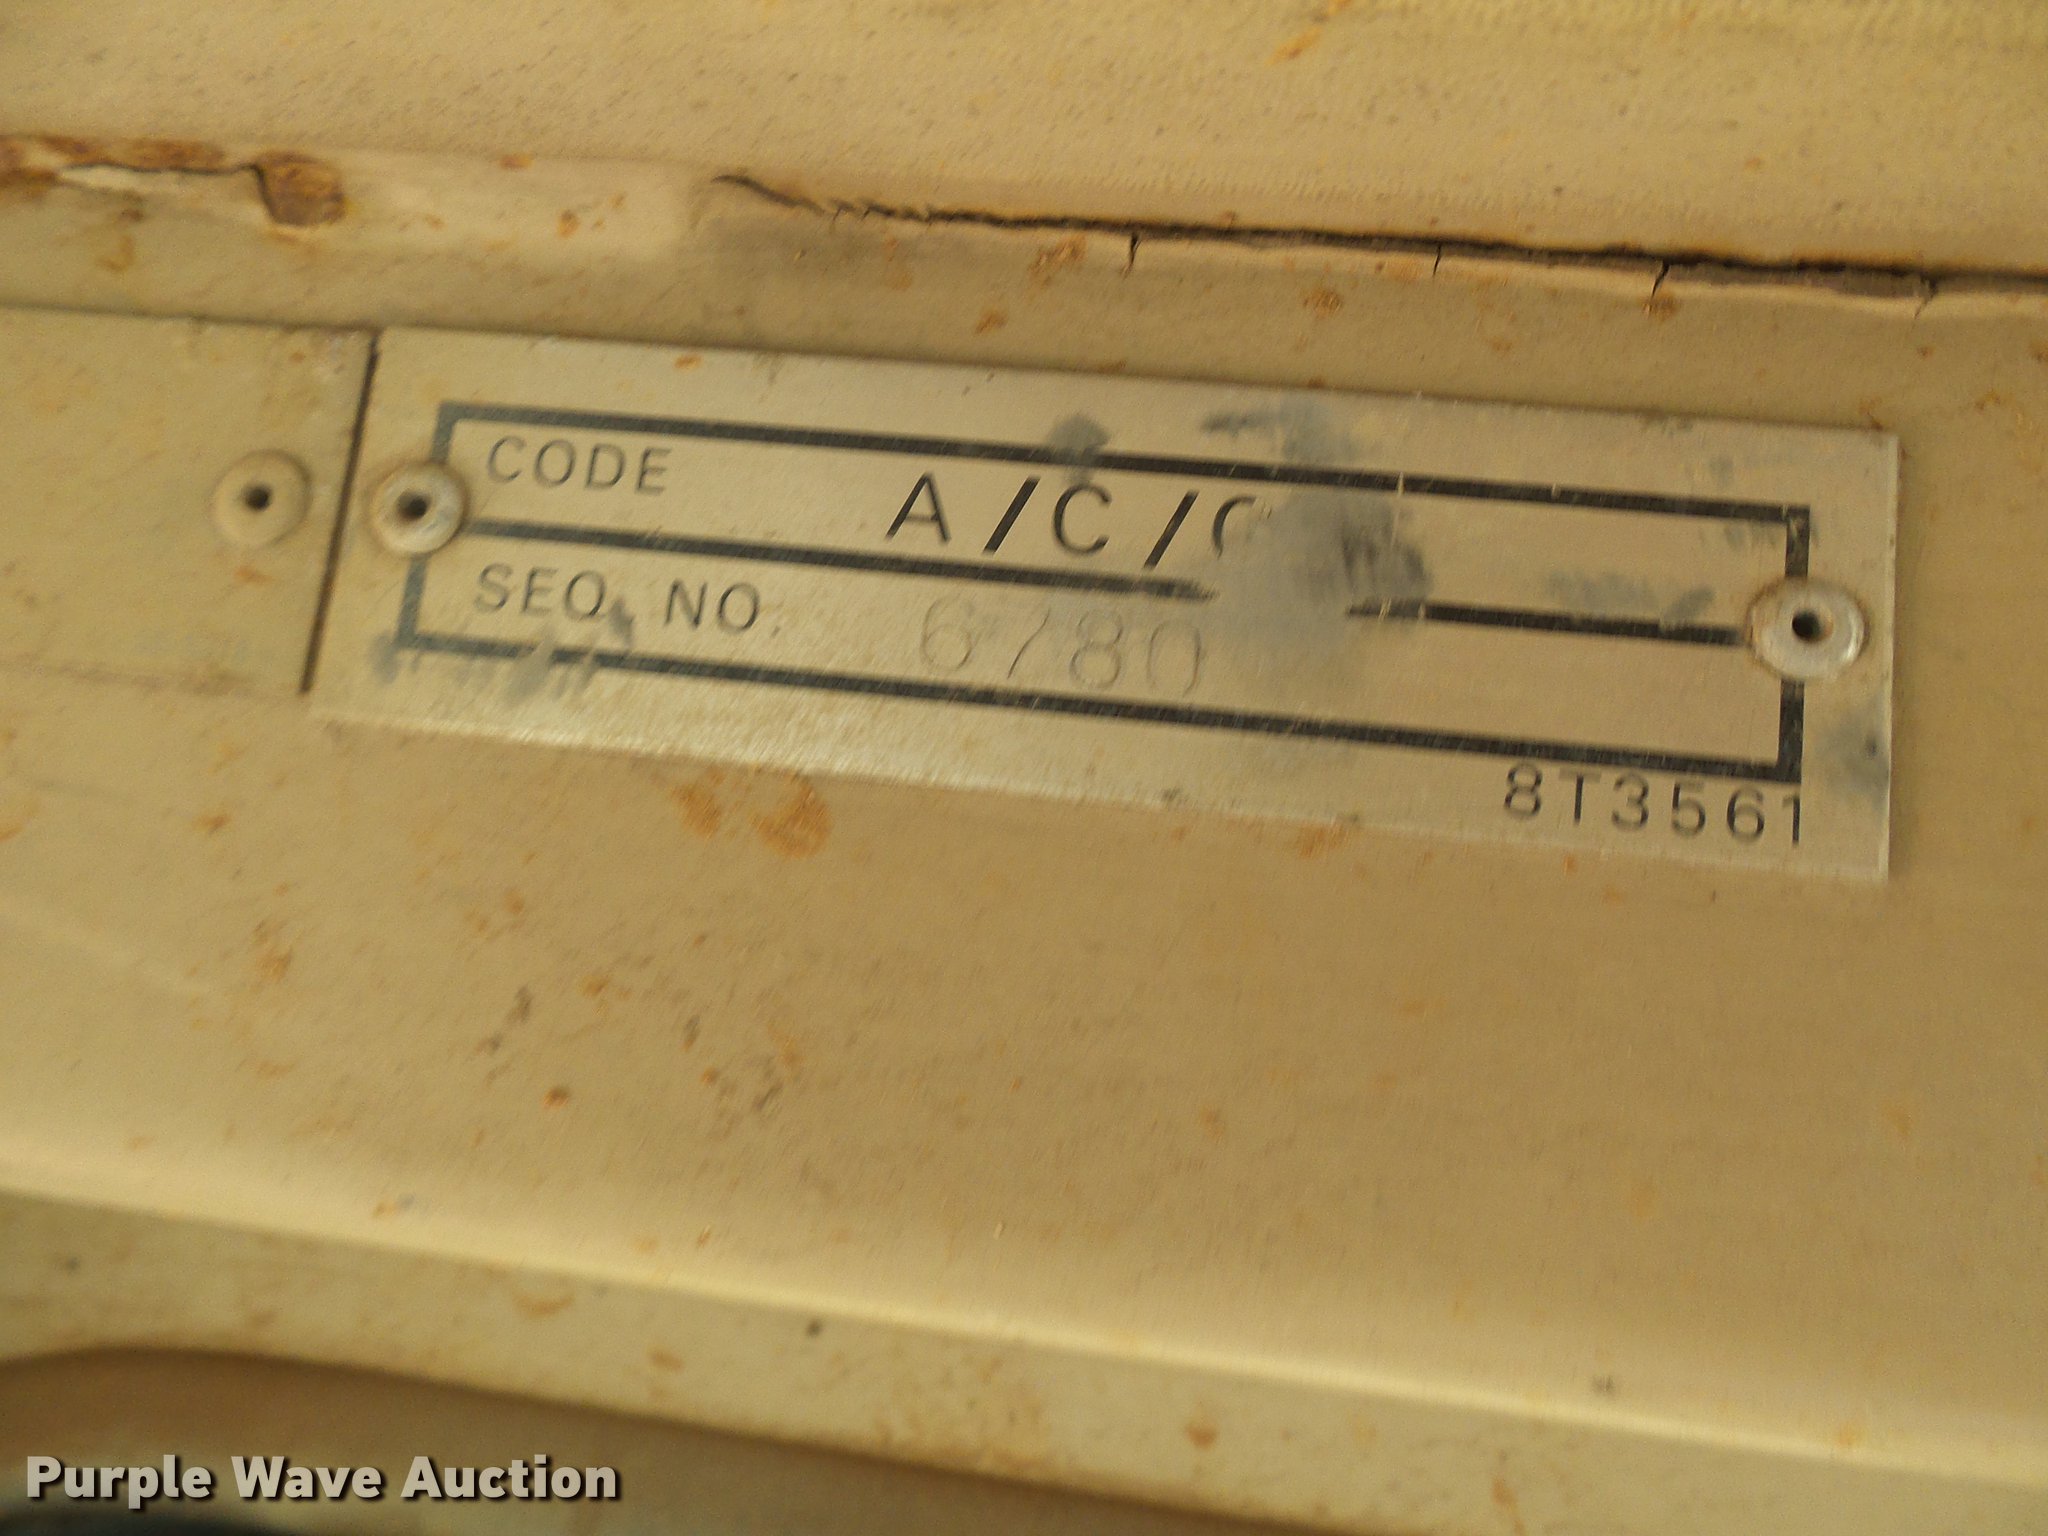 CODE A/C/
SEQ. NO. 6780
8T3561
Purple Wave Auction